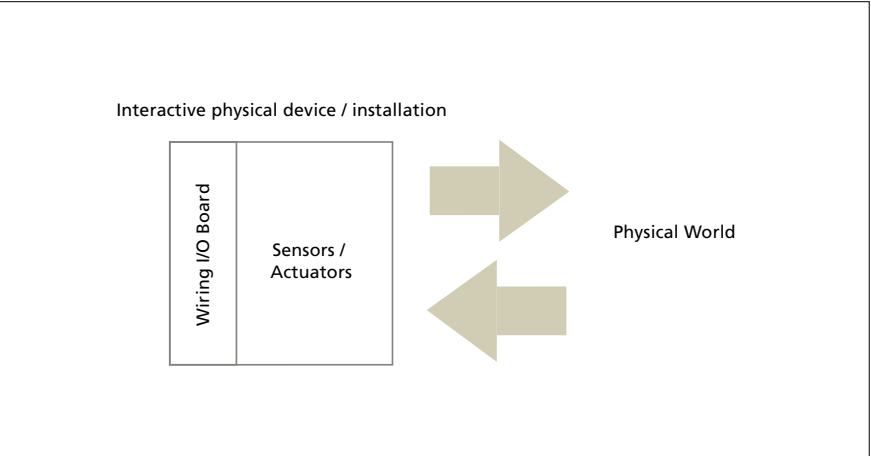 Interactive physical device / installation
Wiring I/O Board
Sensors /
Actuators
Physical World